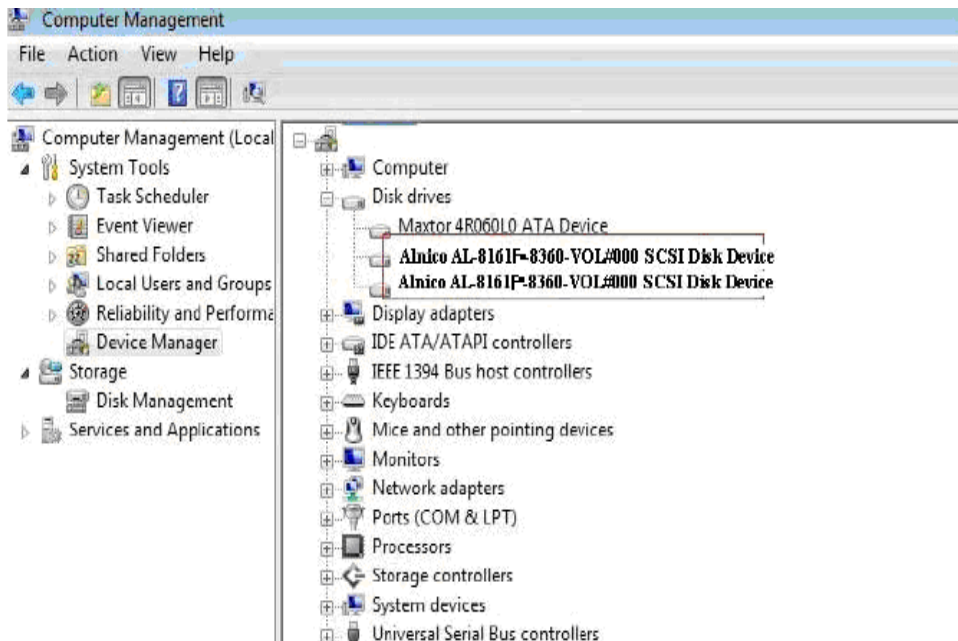 Computer Management
File Action View Help
Computer Management (Local
System Tools
Task Scheduler
Event Viewer
Shared Folders
Local Users and Groups
Reliability and Performa
Device Manager
Storage
Disk Management
Services and Applications
Computer
Disk drives
Maxtor 4R060L0 ATA Device
Alnico AL-8161F-8360-VOL#000 SCSI Disk Device
Alnico AL-8161F-8360-VOL#000 SCSI Disk Device
Display adapters
IDE ATA/ATAPI controllers
IEEE 1394 Bus host controllers
Keyboards
Mice and other pointing devices
Monitors
Network adapters
Ports (COM & LPT)
Processors
Storage controllers
System devices
Universal Serial Bus controllers